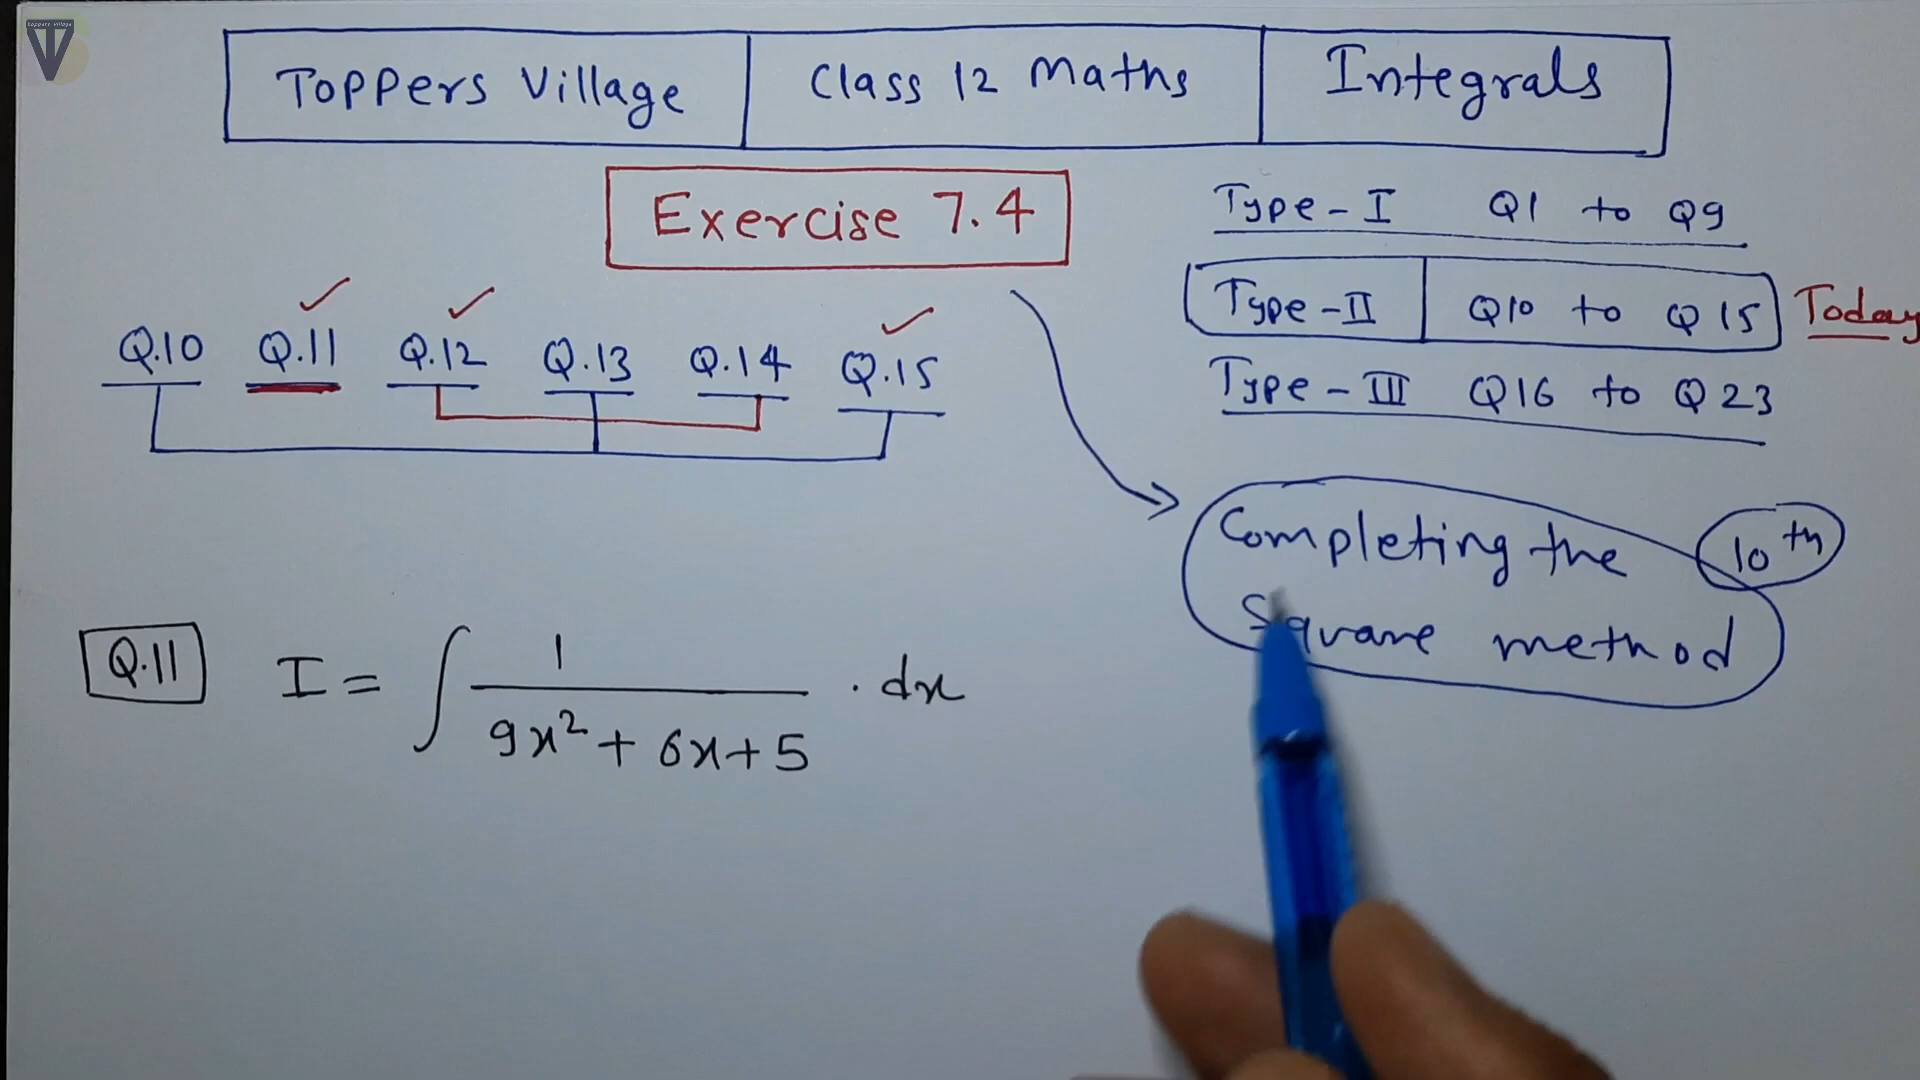 toppers village
Toppers Village Class 12 Maths Integrals
Exercise 7.4
Type-I Q1 to Q9
Type-II Q10 to Q15 Today
Type-III Q16 to Q23
Q.10 Q.11 Q.12 Q.13 Q.14 Q.15
Completing the 10th
Square method
Q.11 I = ∫ 1 / (9x² + 6x + 5) . dx